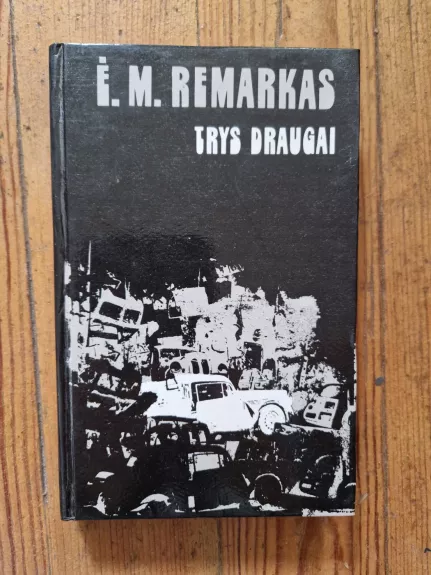 Ė. M. REMARKAS
TRYS DRAUGAI